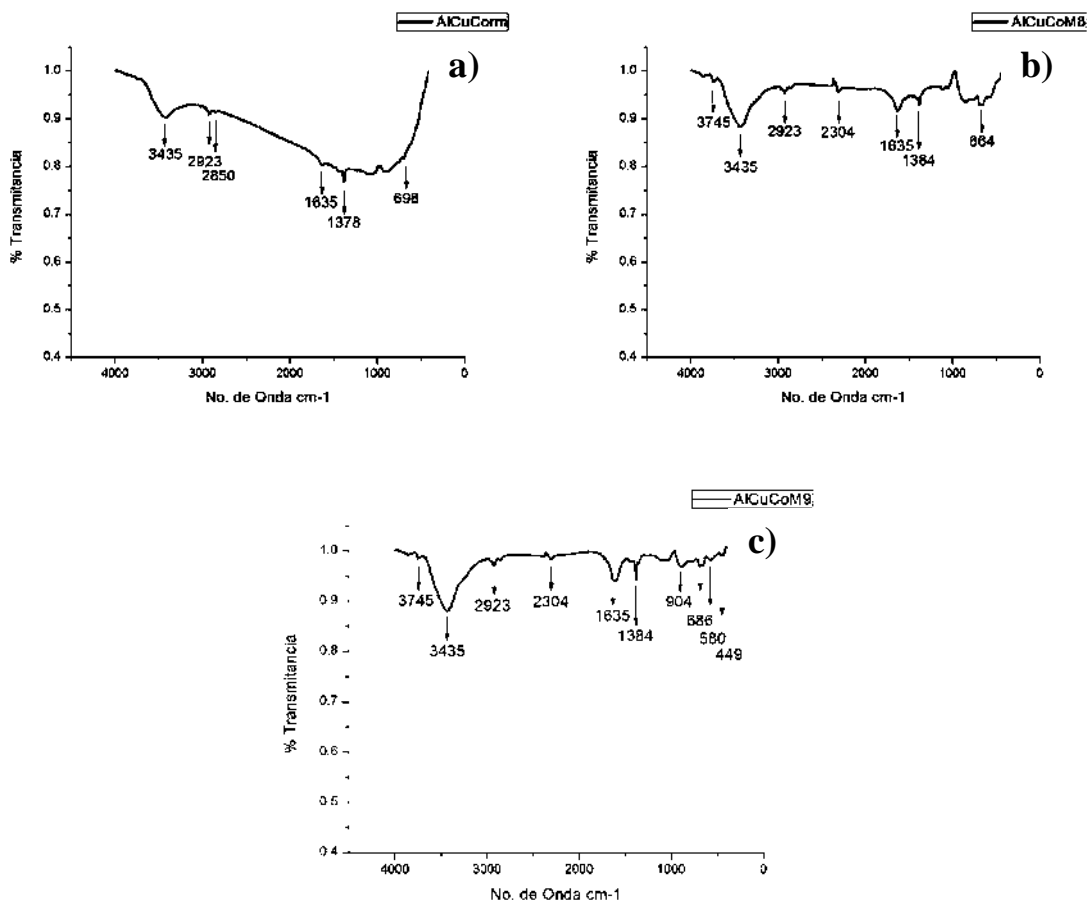 AlCuCorm
a)
1.0
0.9
0.8
0.7
0.6
0.5
0.4
% Transmitancia
3435
2923
2850
1635
1378
698
4000 3000 2000 1000 0
No. de Onda cm-1
AlCuCoM8
b)
1.0
0.9
0.8
0.7
0.6
0.5
0.4
% Transmitancia
3745
3435
2923
2304
1635
1384
664
4000 3000 2000 1000 0
No. de Onda cm-1
AlCuCoM9
c)
1.0
0.9
0.8
0.7
0.6
0.5
0.4
% Transmitancia
3745
3435
2923
2304
1635
1384
904
686
580
449
4000 3000 2000 1000 0
No. de Onda cm-1